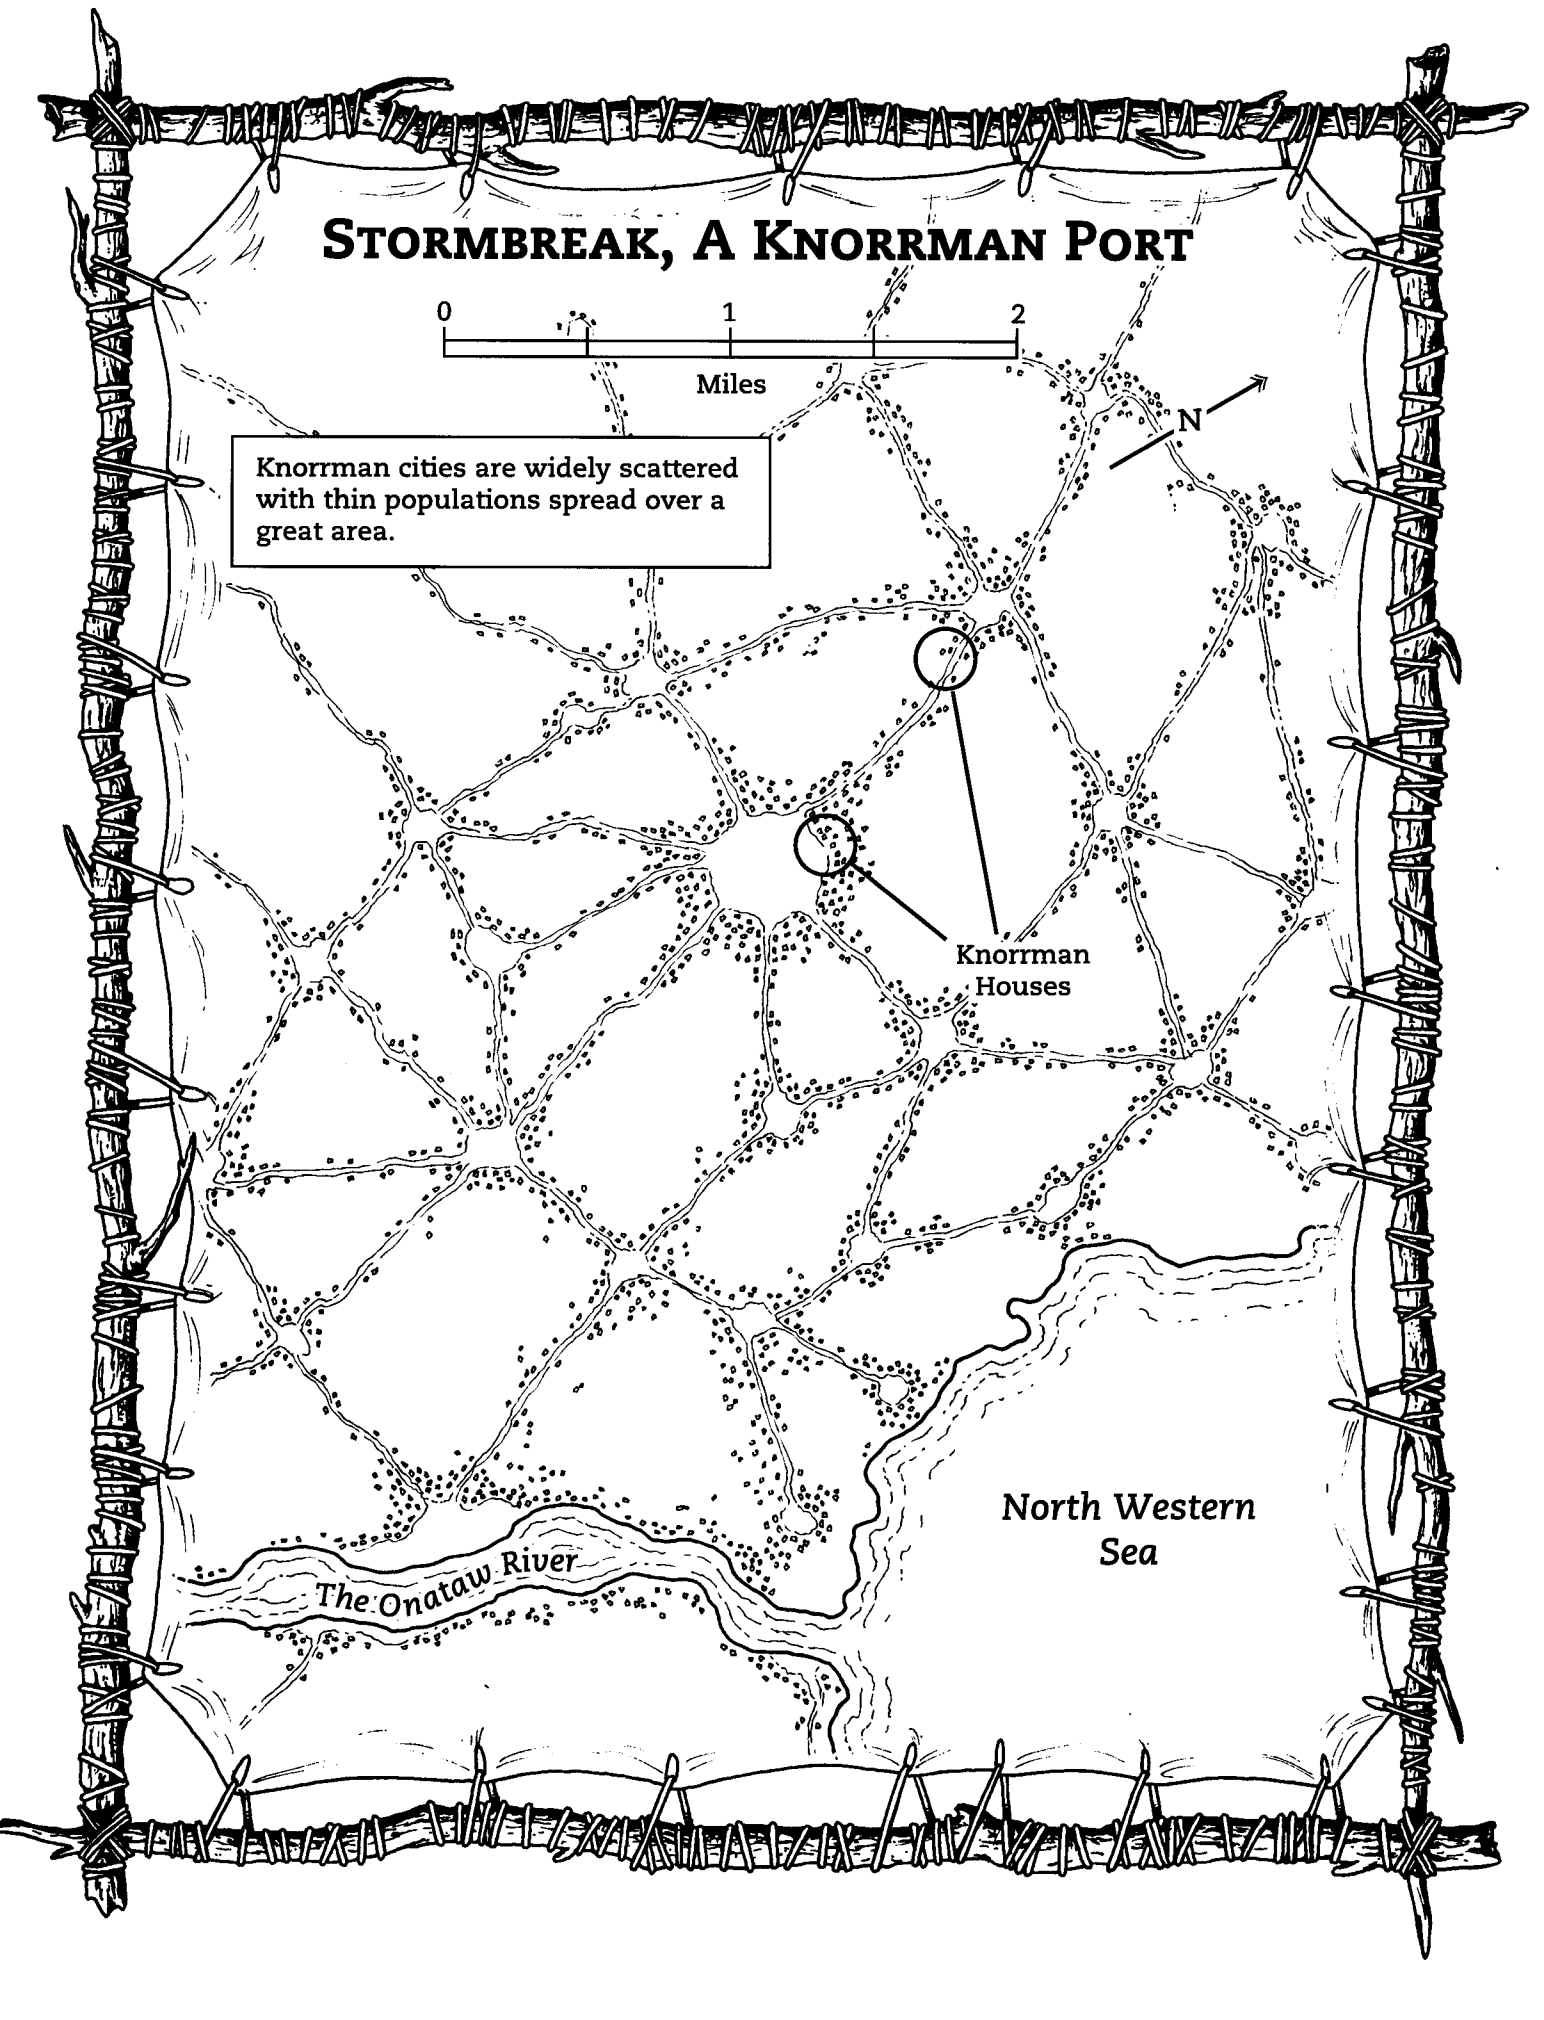 STORMBREAK, A KNORRMAN PORT
0 1 2
Miles
N
Knorrman cities are widely scattered
with thin populations spread over a
great area.
Knorrman
Houses
North Western
Sea
The Onataw River